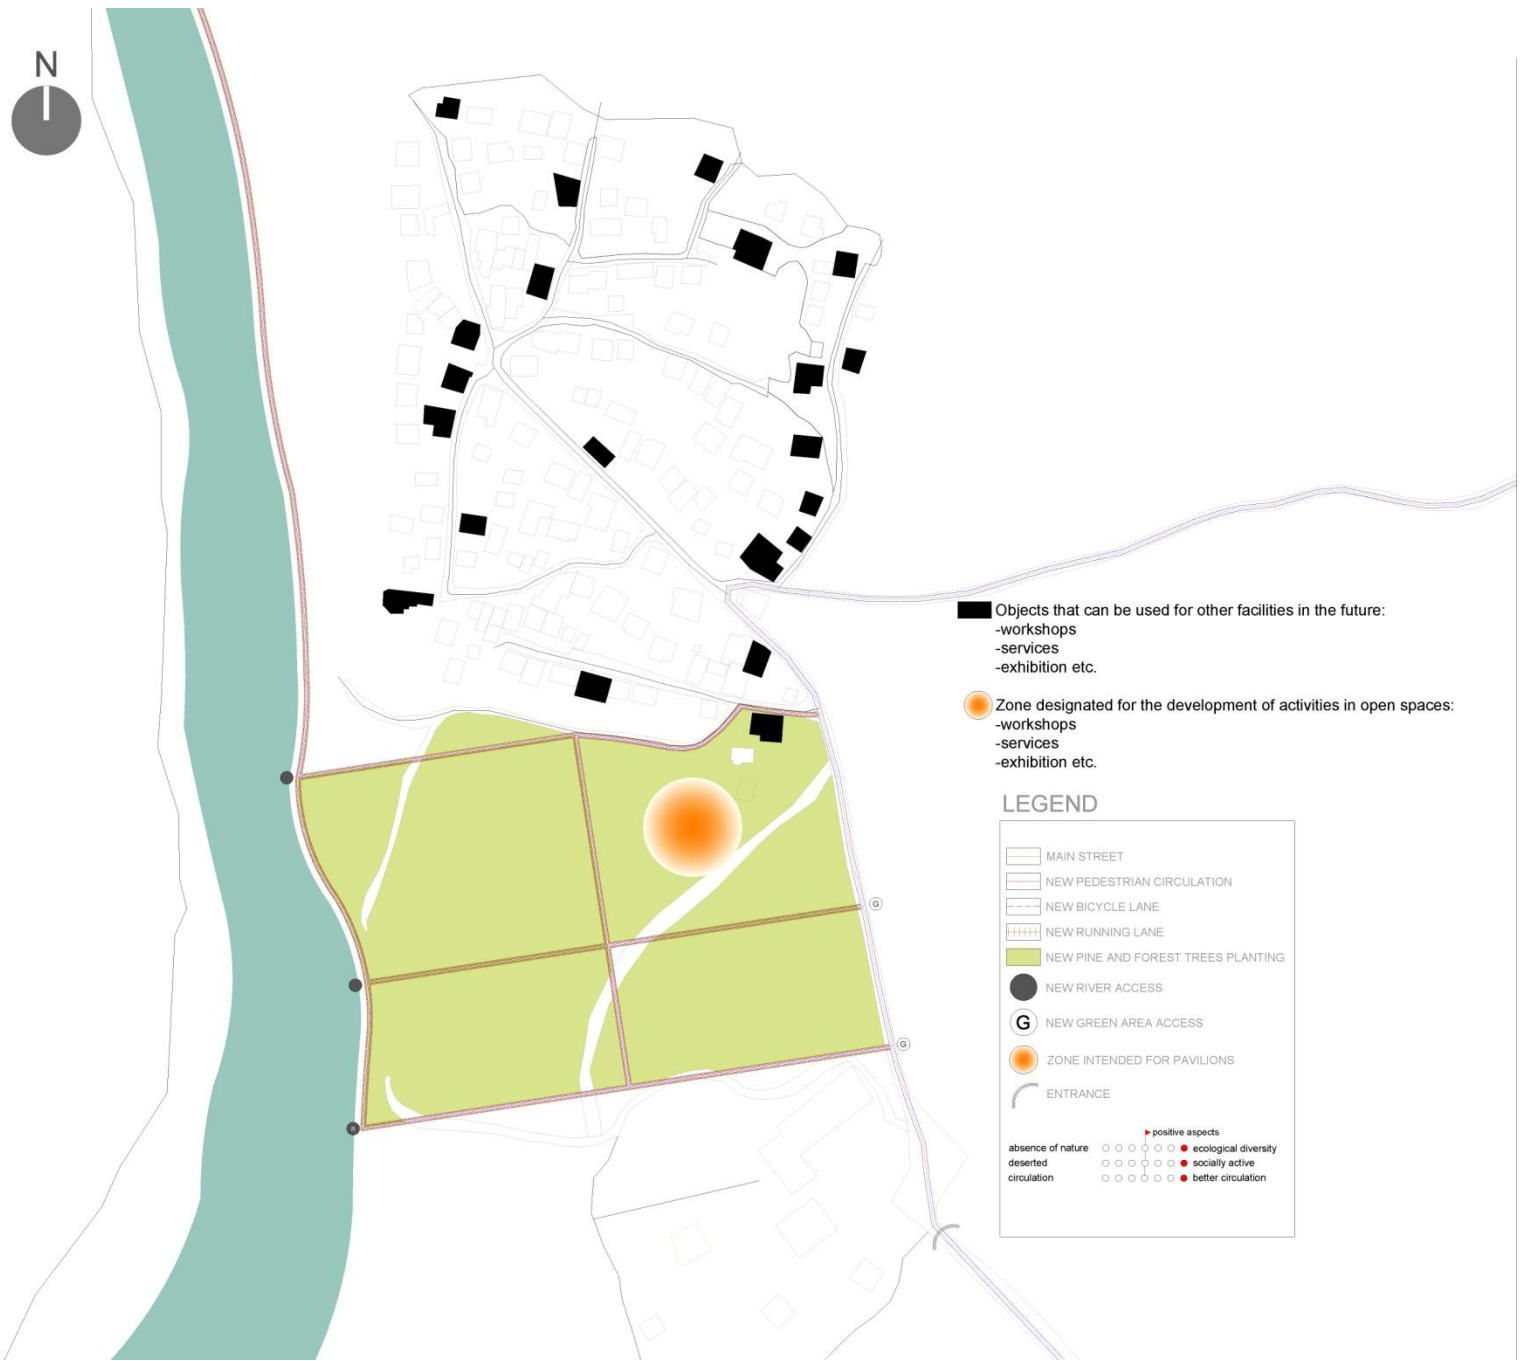 N
Objects that can be used for other facilities in the future:
-workshops
-services
-exhibition etc.
Zone designated for the development of activities in open spaces:
-workshops
-services
-exhibition etc.
LEGEND
MAIN STREET
NEW PEDESTRIAN CIRCULATION
NEW BICYCLE LANE
NEW RUNNING LANE
NEW PINE AND FOREST TREES PLANTING
NEW RIVER ACCESS
G NEW GREEN AREA ACCESS
ZONE INTENDED FOR PAVILIONS
ENTRANCE
positive aspects
absence of nature ecological diversity
deserted socially active
circulation better circulation
G
G
R